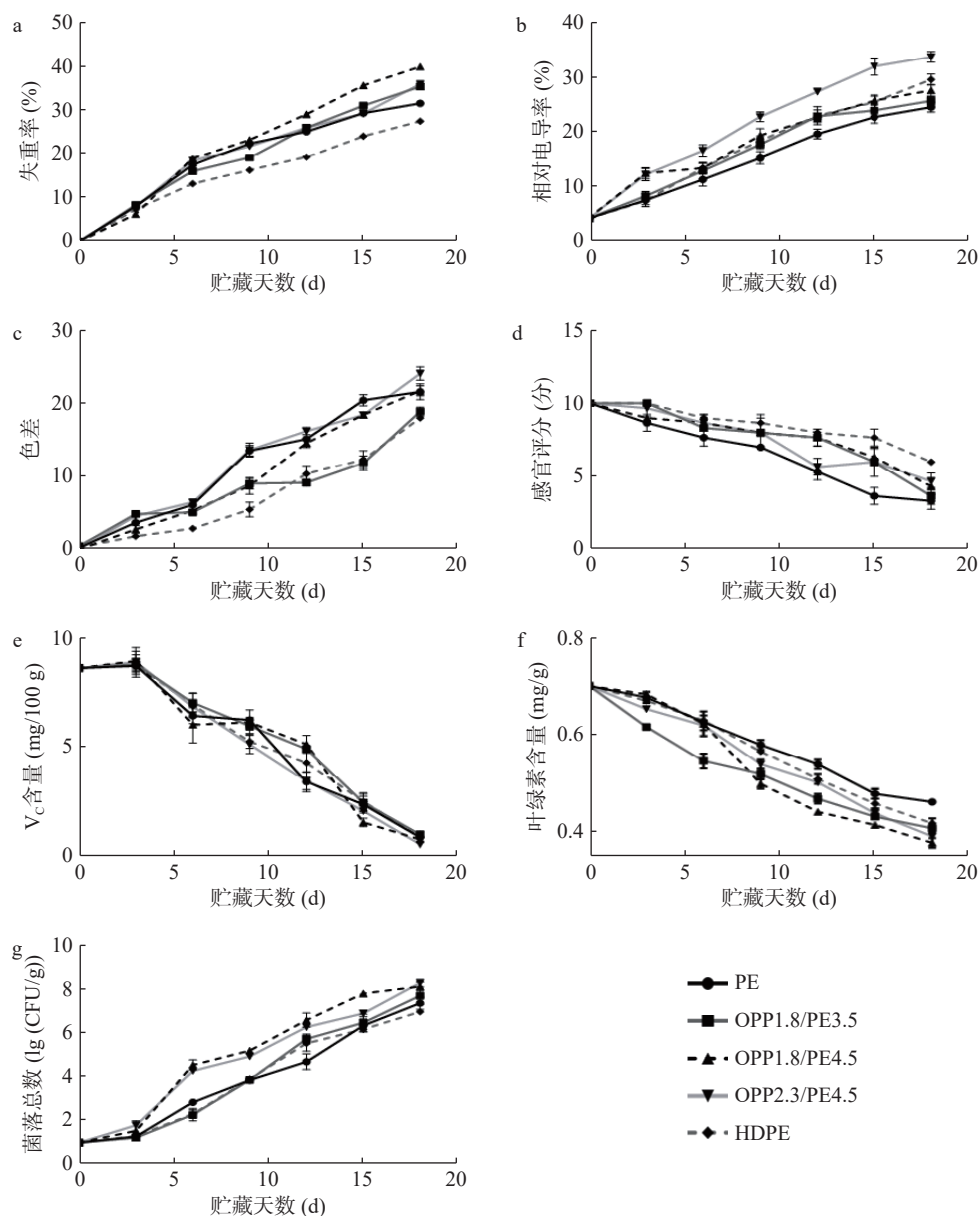 a
50
40
30
20
10
0
失重率 (%)
0 5 10 15 20
贮藏天数 (d)
b
40
30
20
10
0
相对电导率 (%)
0 5 10 15 20
贮藏天数 (d)
c
30
20
10
0
色差
0 5 10 15 20
贮藏天数 (d)
d
15
10
5
0
感官评分 (分)
0 5 10 15 20
贮藏天数 (d)
e
10
5
0
VC含量 (mg/100 g)
0 5 10 15 20
贮藏天数 (d)
f
0.8
0.6
0.4
叶绿素含量 (mg/g)
0 5 10 15 20
贮藏天数 (d)
g
10
8
6
4
2
0
菌落总数 (lg (CFU/g))
0 5 10 15 20
贮藏天数 (d)
PE
OPP1.8/PE3.5
OPP1.8/PE4.5
OPP2.3/PE4.5
HDPE